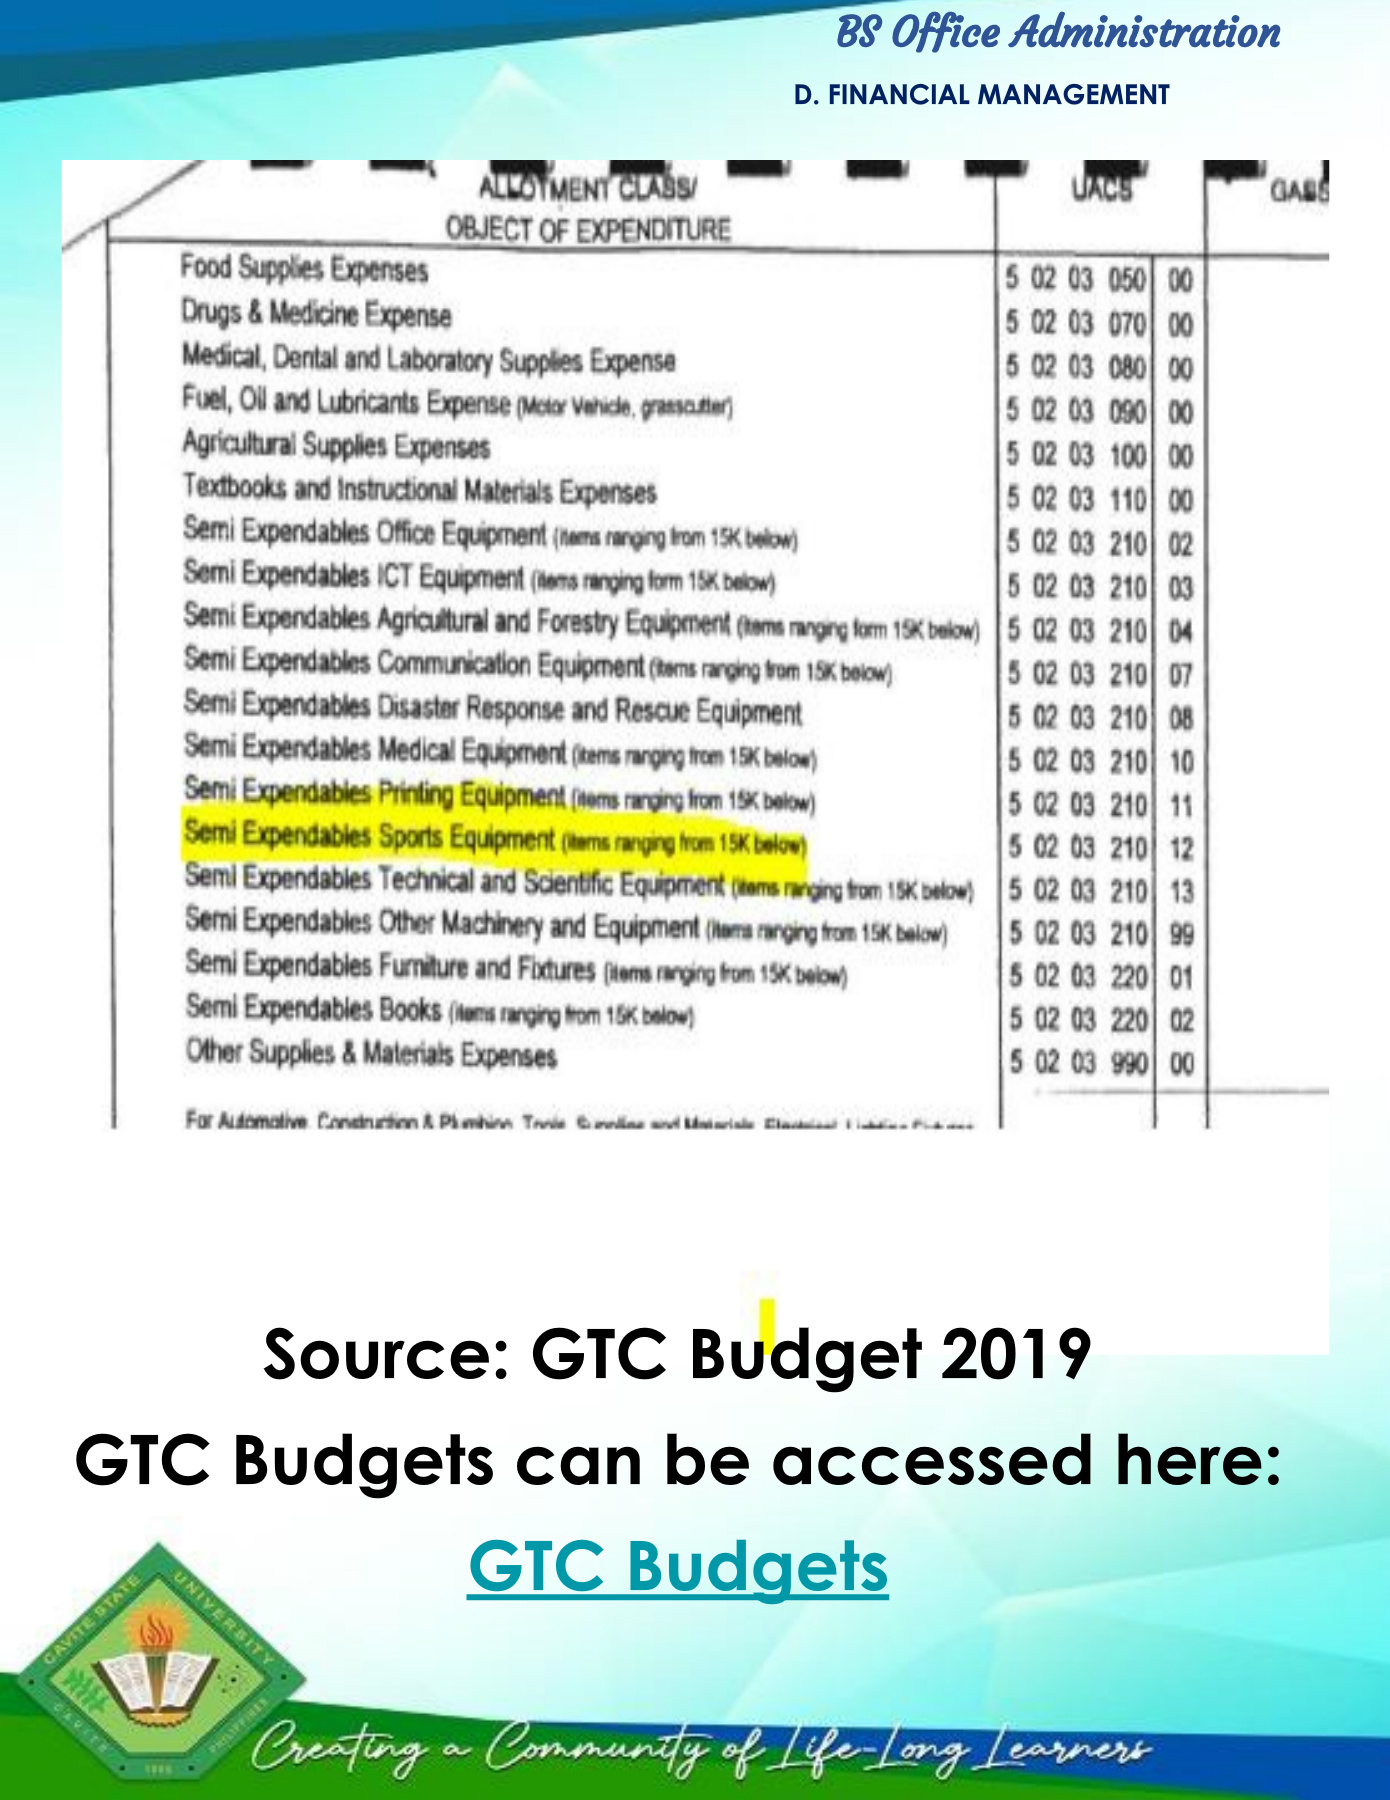 BS Office Administration
D. FINANCIAL MANAGEMENT
ALLOTMENT CLASS/ UACS GASS
OBJECT OF EXPENDITURE
Food Supplies Expenses 5 02 03 050 00
Drugs & Medicine Expense 5 02 03 070 00
Medical, Dental and Laboratory Supplies Expense 5 02 03 080 00
Fuel, Oil and Lubricants Expense (Motor Vehicle, grasscutter) 5 02 03 090 00
Agricultural Supplies Expenses 5 02 03 100 00
Textbooks and Instructional Materials Expenses 5 02 03 110 00
Semi Expendables Office Equipment (items ranging from 15K below) 5 02 03 210 02
Semi Expendables ICT Equipment (items ranging form 15K below) 5 02 03 210 03
Semi Expendables Agricultural and Forestry Equipment (items ranging form 15K below) 5 02 03 210 04
Semi Expendables Communication Equipment (items ranging from 15K below) 5 02 03 210 07
Semi Expendables Disaster Response and Rescue Equipment 5 02 03 210 08
Semi Expendables Medical Equipment (items ranging from 15K below) 5 02 03 210 10
Semi Expendables Printing Equipment (items ranging from 15K below) 5 02 03 210 11
Semi Expendables Sports Equipment (items ranging from 15K below) 5 02 03 210 12
Semi Expendables Technical and Scientific Equipment (items ranging from 15K below) 5 02 03 210 13
Semi Expendables Other Machinery and Equipment (items ranging from 15K below) 5 02 03 210 99
Semi Expendables Furniture and Fixtures (items ranging from 15K below) 5 02 03 220 01
Semi Expendables Books (items ranging from 15K below) 5 02 03 220 02
Other Supplies & Materials Expenses 5 02 03 990 00
For Automotive, Construction & Plumbing, Tools, Supplies and Materials, Electrical, Lighting Fixtures
Source: GTC Budget 2019
GTC Budgets can be accessed here:
GTC Budgets
CAVITE STATE UNIVERSITY
CAVITE PHILIPPINES
1906
Creating a Community of Life-Long Learners